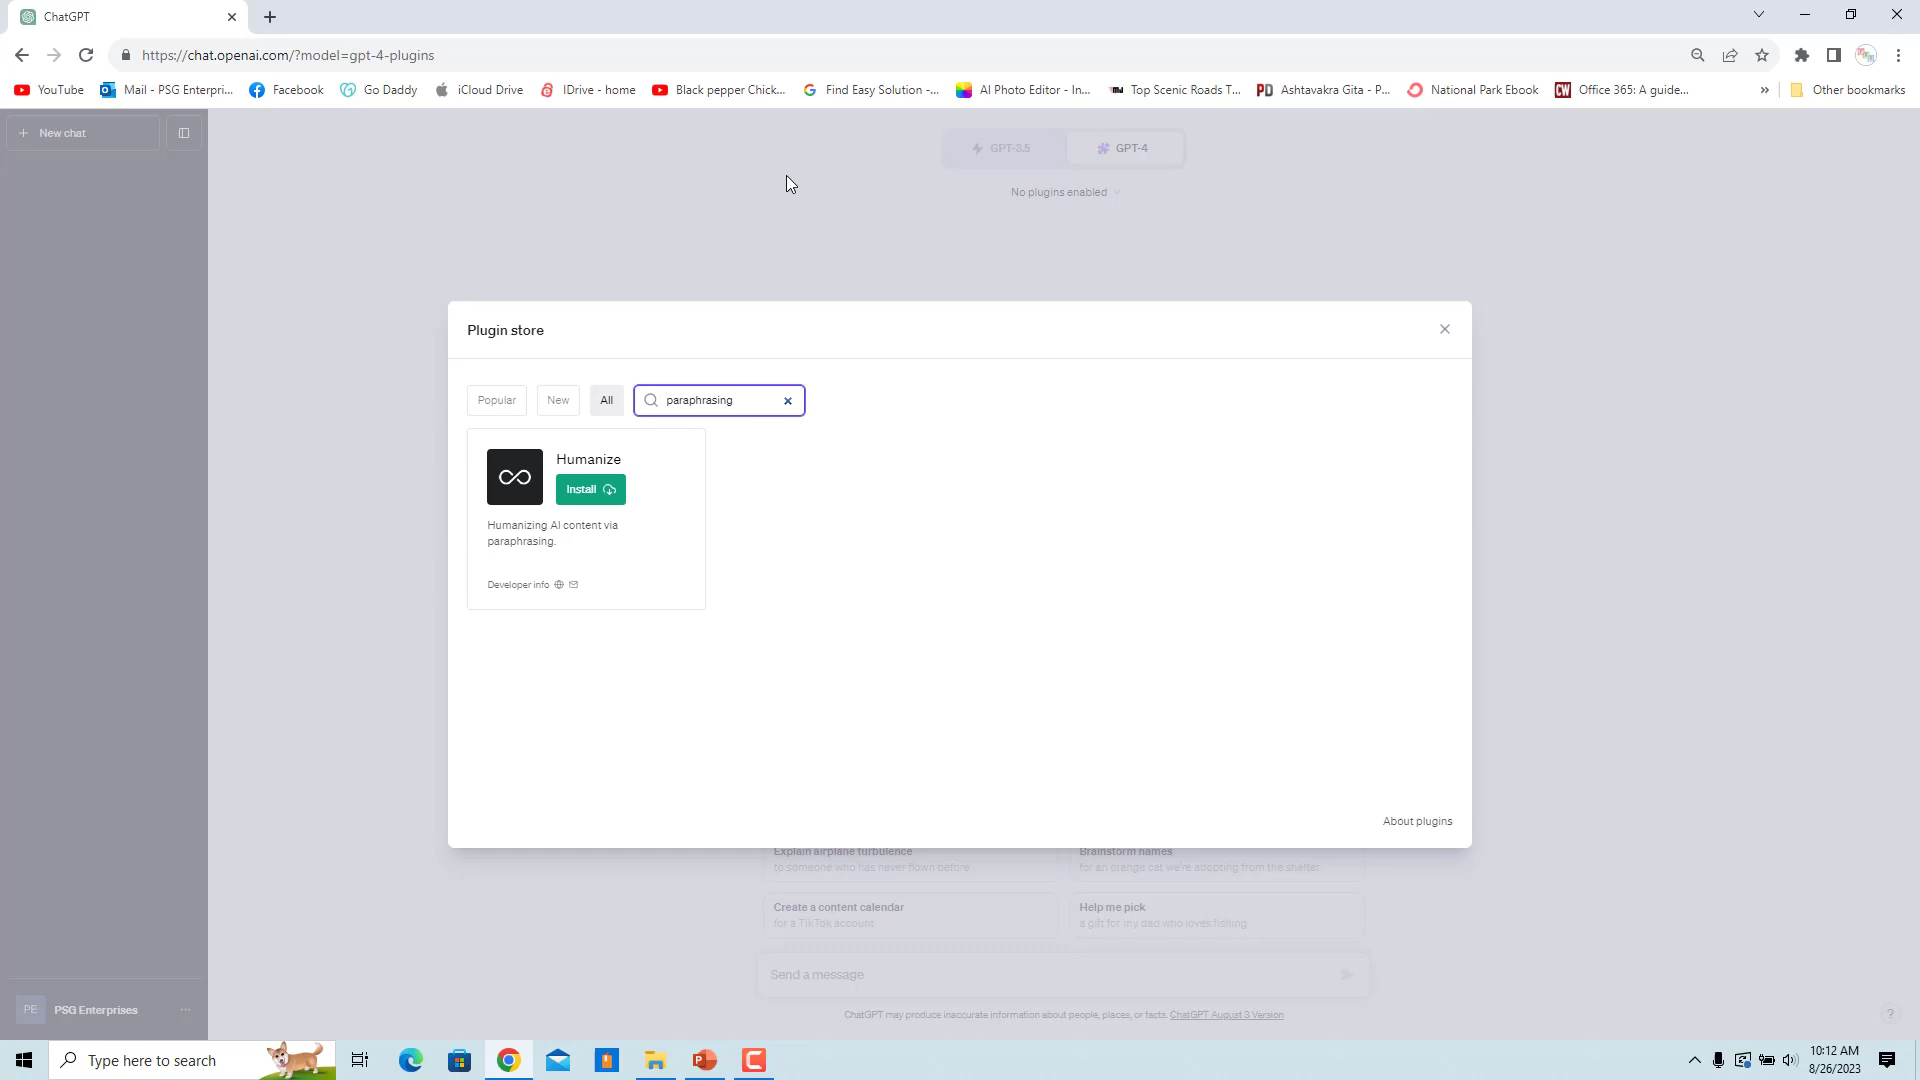 ChatGPT
https://chat.openai.com/?model=gpt-4-plugins
YouTube
Mail - PSG Enterpri...
Facebook
Go Daddy
iCloud Drive
IDrive - home
Black pepper Chick...
Find Easy Solution -...
AI Photo Editor - In...
Top Scenic Roads T...
PD Ashtavakra Gita - P...
National Park Ebook
CW Office 365: A guide...
Other bookmarks
New chat
GPT-3.5
GPT-4
No plugins enabled
Plugin store
Popular
New
All
paraphrasing
Humanize
Install
Humanizing AI content via
paraphrasing.
Developer info
About plugins
Explain airplane turbulence
to someone who has never flown before...
Brainstorm names
for an orange cat we're adopting from the shelter
Create a content calendar
for a TikTok account
Help me pick
a gift for my dad who loves fishing
Send a message
ChatGPT may produce inaccurate information about people, places, or facts. ChatGPT August 3 Version
PE PSG Enterprises ...
?
Type here to search
10:12 AM
8/26/2023